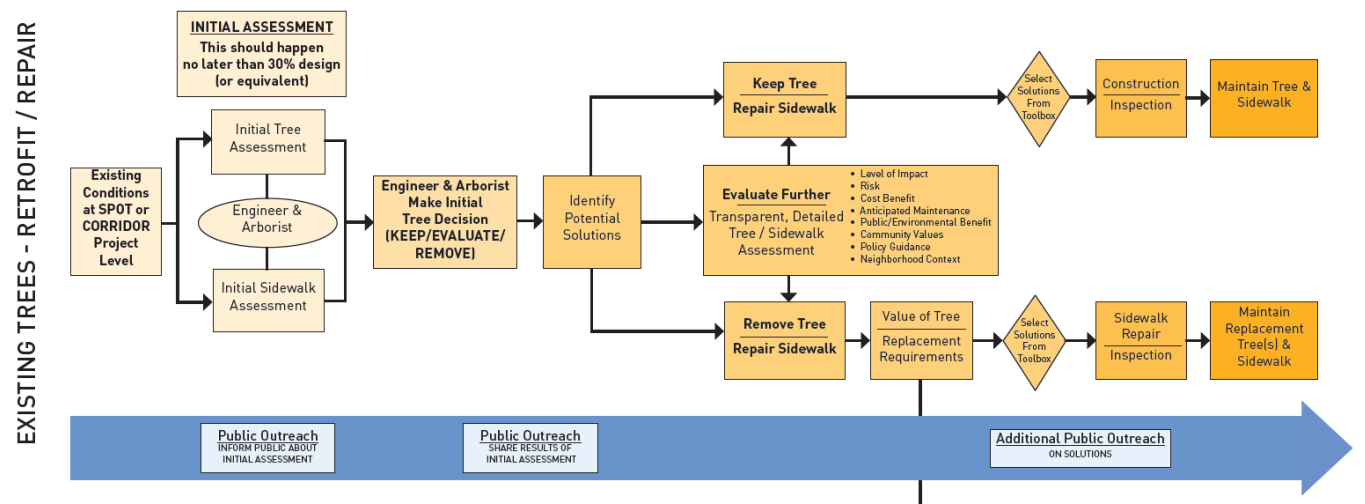 EXISTING TREES - RETROFIT / REPAIR
INITIAL ASSESSMENT
This should happen
no later than 30% design
(or equivalent)
Existing
Conditions
at SPOT or
CORRIDOR
Project
Level
Initial Tree
Assessment
Engineer &
Arborist
Initial Sidewalk
Assessment
Engineer & Arborist
Make Initial
Tree Decision
(KEEP/EVALUATE/
REMOVE)
Identify
Potential
Solutions
Keep Tree
Repair Sidewalk
Select
Solutions
From
Toolbox
Construction
Inspection
Maintain Tree &
Sidewalk
Evaluate Further
Transparent, Detailed
Tree / Sidewalk
Assessment
• Level of Impact
• Risk
• Cost Benefit
• Anticipated Maintenance
• Public/Environmental Benefit
• Community Values
• Policy Guidance
• Neighborhood Context
Remove Tree
Repair Sidewalk
Value of Tree
Replacement
Requirements
Select
Solutions
From
Toolbox
Sidewalk
Repair
Inspection
Maintain
Replacement
Tree(s) &
Sidewalk
Public Outreach
INFORM PUBLIC ABOUT
INITIAL ASSESSMENT
Public Outreach
SHARE RESULTS OF
INITIAL ASSESSMENT
Additional Public Outreach
ON SOLUTIONS